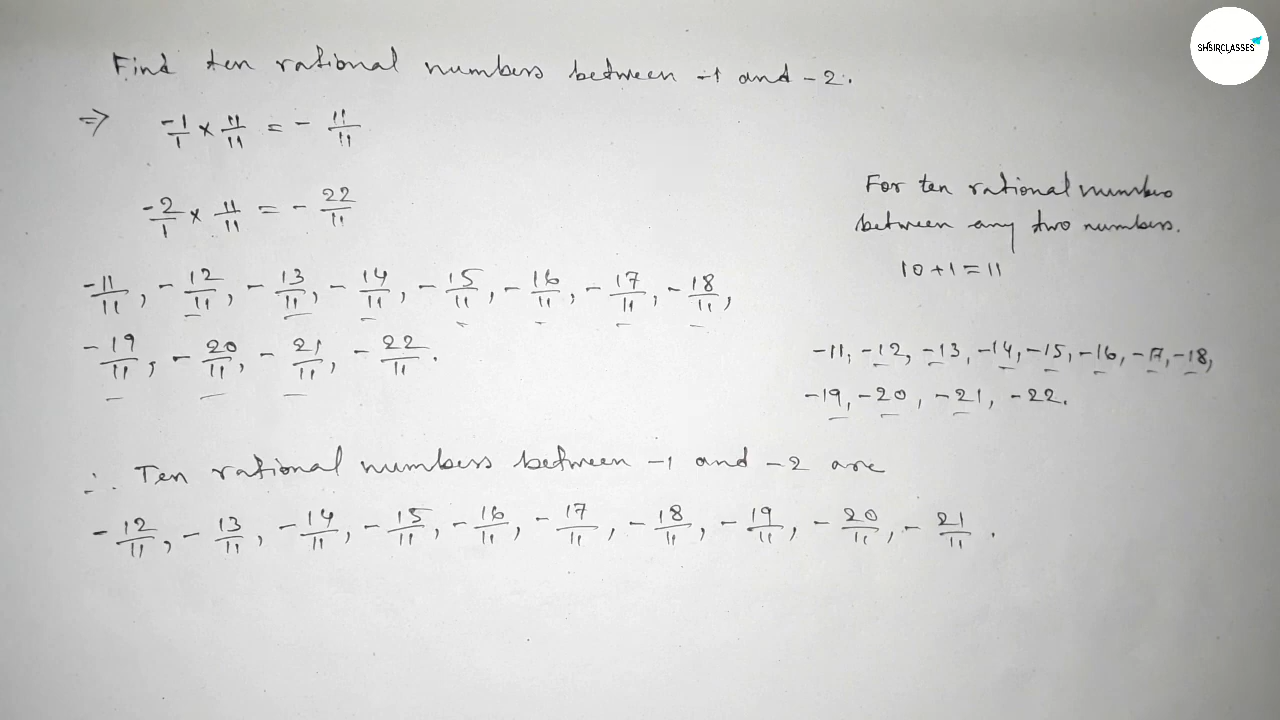 SHSIRCLASSES
Find ten rational numbers between -1 and -2.
⇒ -1/1 × 11/11 = - 11/11
-2/1 × 11/11 = - 22/11
For ten rational numbers
between any two numbers.
10+1=11
-11/11, -12/11, -13/11, -14/11, -15/11, -16/11, -17/11, -18/11,
-19/11, -20/11, -21/11, -22/11.
-11, -12, -13, -14, -15, -16, -17, -18,
-19, -20, -21, -22.
∴ Ten rational numbers between -1 and -2 are
-12/11, -13/11, -14/11, -15/11, -16/11, -17/11, -18/11, -19/11, -20/11, -21/11.